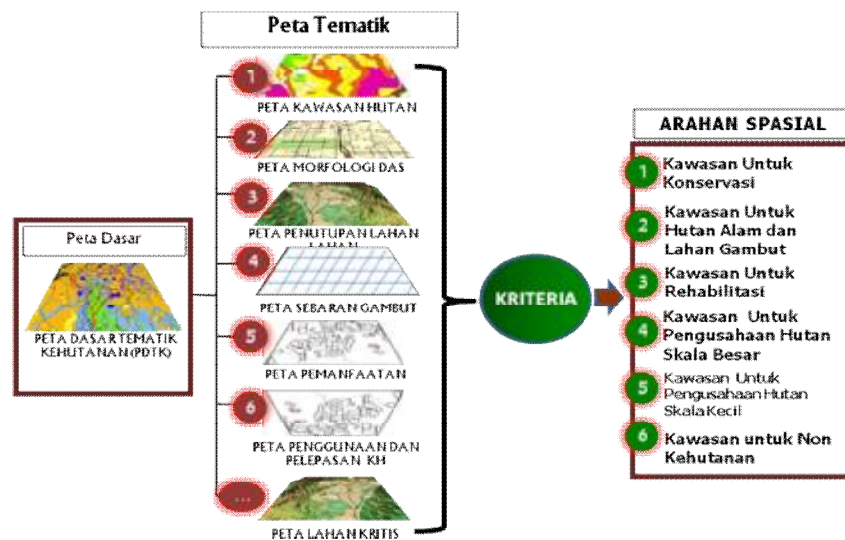 Peta Tematik
Peta Dasar
PETA DASAR TEMATIK
KEHUTANAN (PDTK)
1
PETA KAWASAN HUTAN
2
PETA MORFOLOGI DAS
3
PETA PENUTUPAN LAHAN
LAHAN
4
PETA SEBARAN GAMBUT
5
PETA PEMANFAATAN
6
PETA PENGGUNAAN DAN
PELEPASAN KH
...
PETA LAHAN KRITIS
KRITERIA
ARAHAN SPASIAL
1 Kawasan Untuk
Konservasi
2 Kawasan Untuk
Hutan Alam dan
Lahan Gambut
3 Kawasan Untuk
Rehabilitasi
4 Kawasan Untuk
Pengusahaan Hutan
Skala Besar
5 Kawasan Untuk
Pengusahaan Hutan
Skala Kecil
6 Kawasan untuk Non
Kehutanan